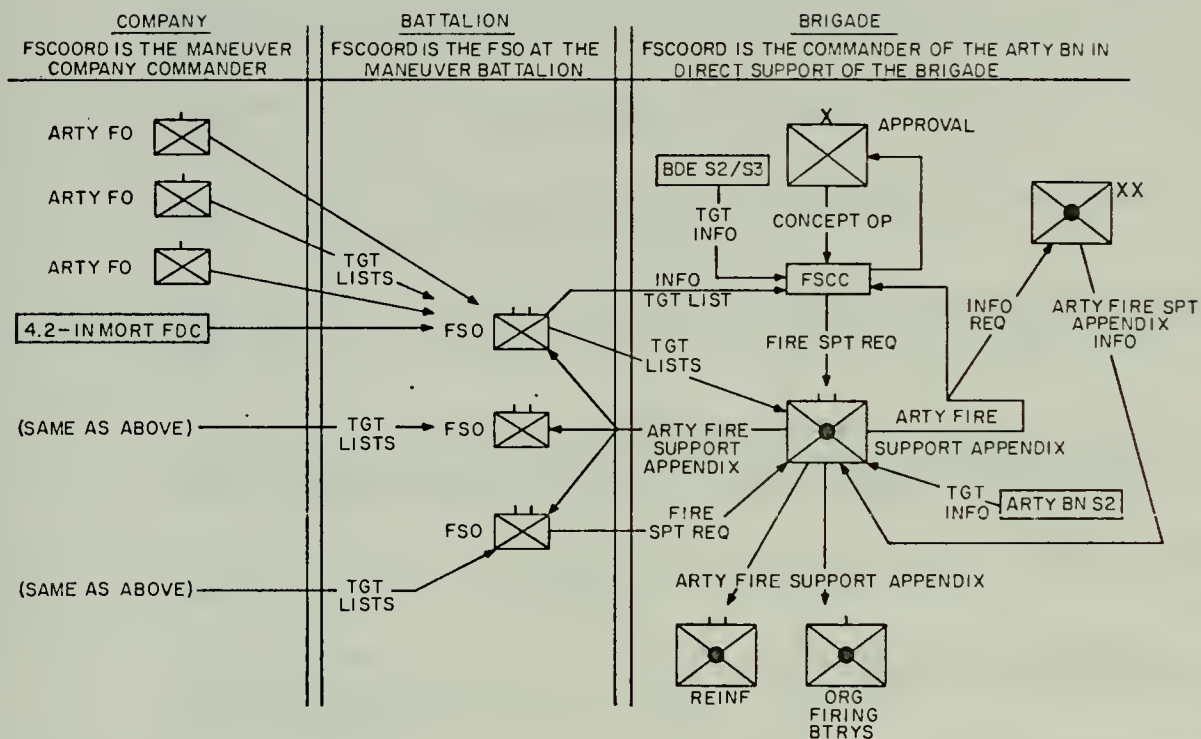 COMPANY
FSCOORD IS THE MANEUVER
COMPANY COMMANDER
BATTALION
FSCOORD IS THE FSO AT THE
MANEUVER BATTALION
BRIGADE
FSCOORD IS THE COMMANDER OF THE ARTY BN IN
DIRECT SUPPORT OF THE BRIGADE
ARTY FO
ARTY FO
ARTY FO
4.2-IN MORT FDC
(SAME AS ABOVE)
(SAME AS ABOVE)
TGT
LISTS
FSO
TGT
LISTS
FSO
FSO
TGT
LISTS
X
APPROVAL
BDE S2/S3
TGT
INFO
CONCEPT OP
INFO
TGT LIST
FSCC
XX
INFO
REQ
ARTY FIRE SPT
APPENDIX
INFO
FIRE SPT REQ
TGT
LISTS
ARTY FIRE
SUPPORT
APPENDIX
ARTY FIRE
SUPPORT APPENDIX
FIRE
SPT REQ
TGT
INFO
ARTY BN S2
ARTY FIRE SUPPORT APPENDIX
REINF
ORG
FIRING
BTRYS